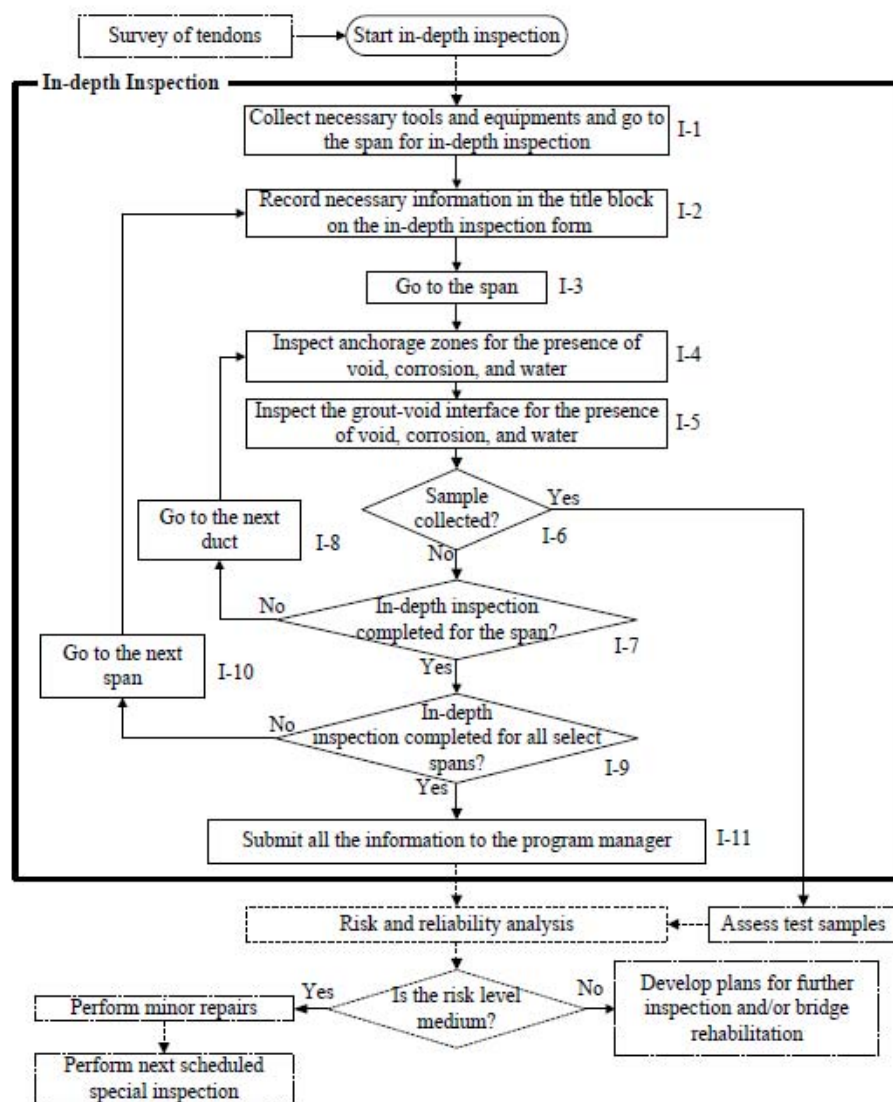 Survey of tendons
Start in-depth inspection
In-depth Inspection
Collect necessary tools and equipments and go to
the span for in-depth inspection
I-1
Record necessary information in the title block
on the in-depth inspection form
I-2
Go to the span
I-3
Inspect anchorage zones for the presence of
void, corrosion, and water
I-4
Inspect the grout-void interface for the presence
of void, corrosion, and water
I-5
Sample
collected?
Yes
I-6
No
Go to the next
duct
I-8
In-depth inspection
completed for the span?
No
I-7
Yes
Go to the next
span
I-10
In-depth
inspection completed for all select
spans?
No
I-9
Yes
Submit all the information to the program manager
I-11
Risk and reliability analysis
Assess test samples
Is the risk level
medium?
Yes
No
Perform minor repairs
Develop plans for further
inspection and/or bridge
rehabilitation
Perform next scheduled
special inspection